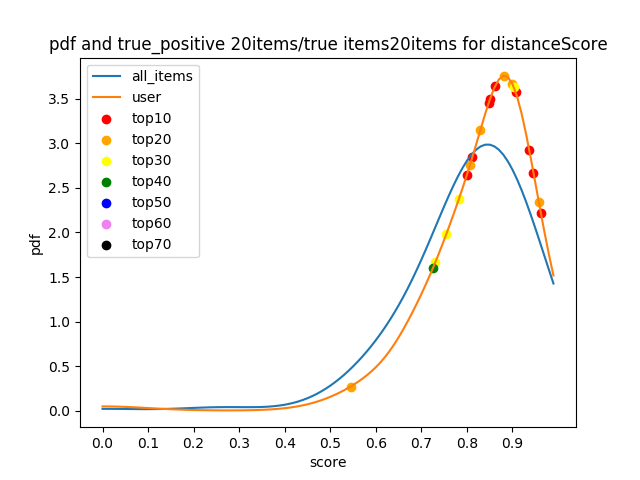 pdf and true_positive 20items/true items20items for distanceScore
all_items
user
top10
top20
top30
top40
top50
top60
top70
pdf
3.5
3.0
2.5
2.0
1.5
1.0
0.5
0.0
0.0 0.1 0.2 0.3 0.4 0.5 0.6 0.7 0.8 0.9
score